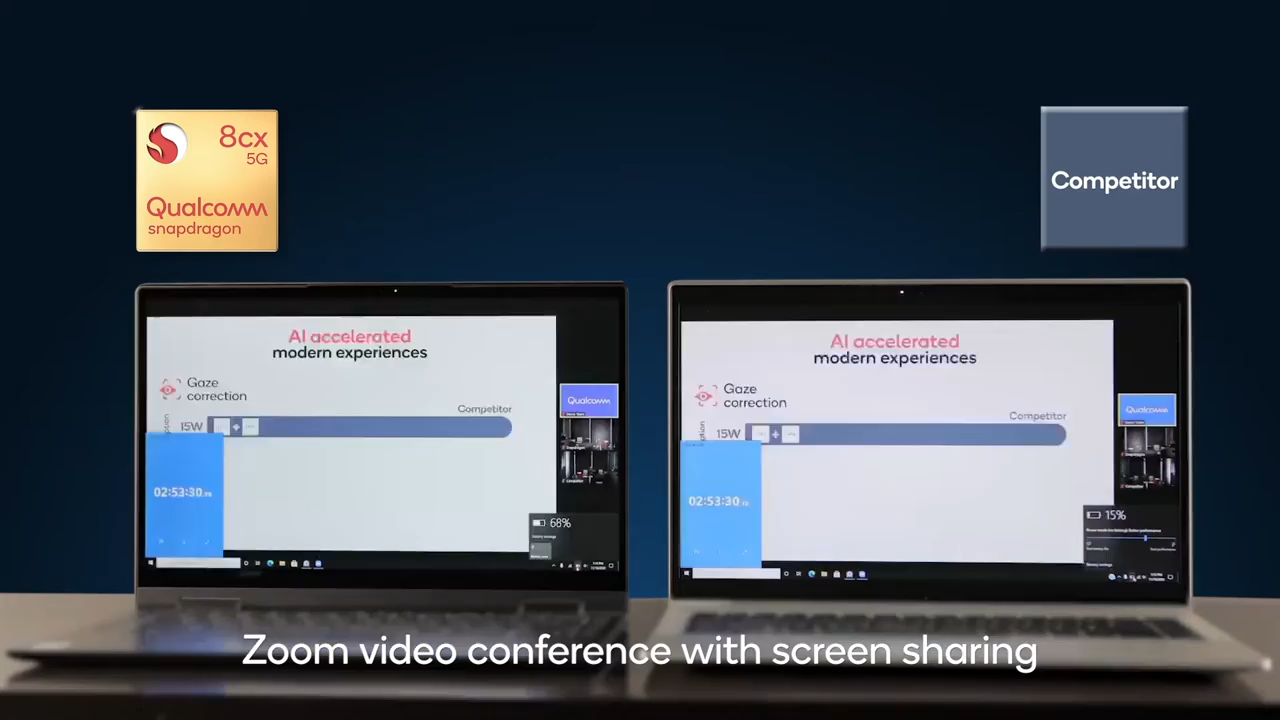 8cx
5G
Qualcomm
snapdragon
Competitor
AI accelerated
modern experiences
Gaze
correction
Competitor
15W
02:53:30
Qualcomm
68%
AI accelerated
modern experiences
Gaze
correction
Competitor
15W
02:53:30
Qualcomm
15%
Zoom video conference with screen sharing